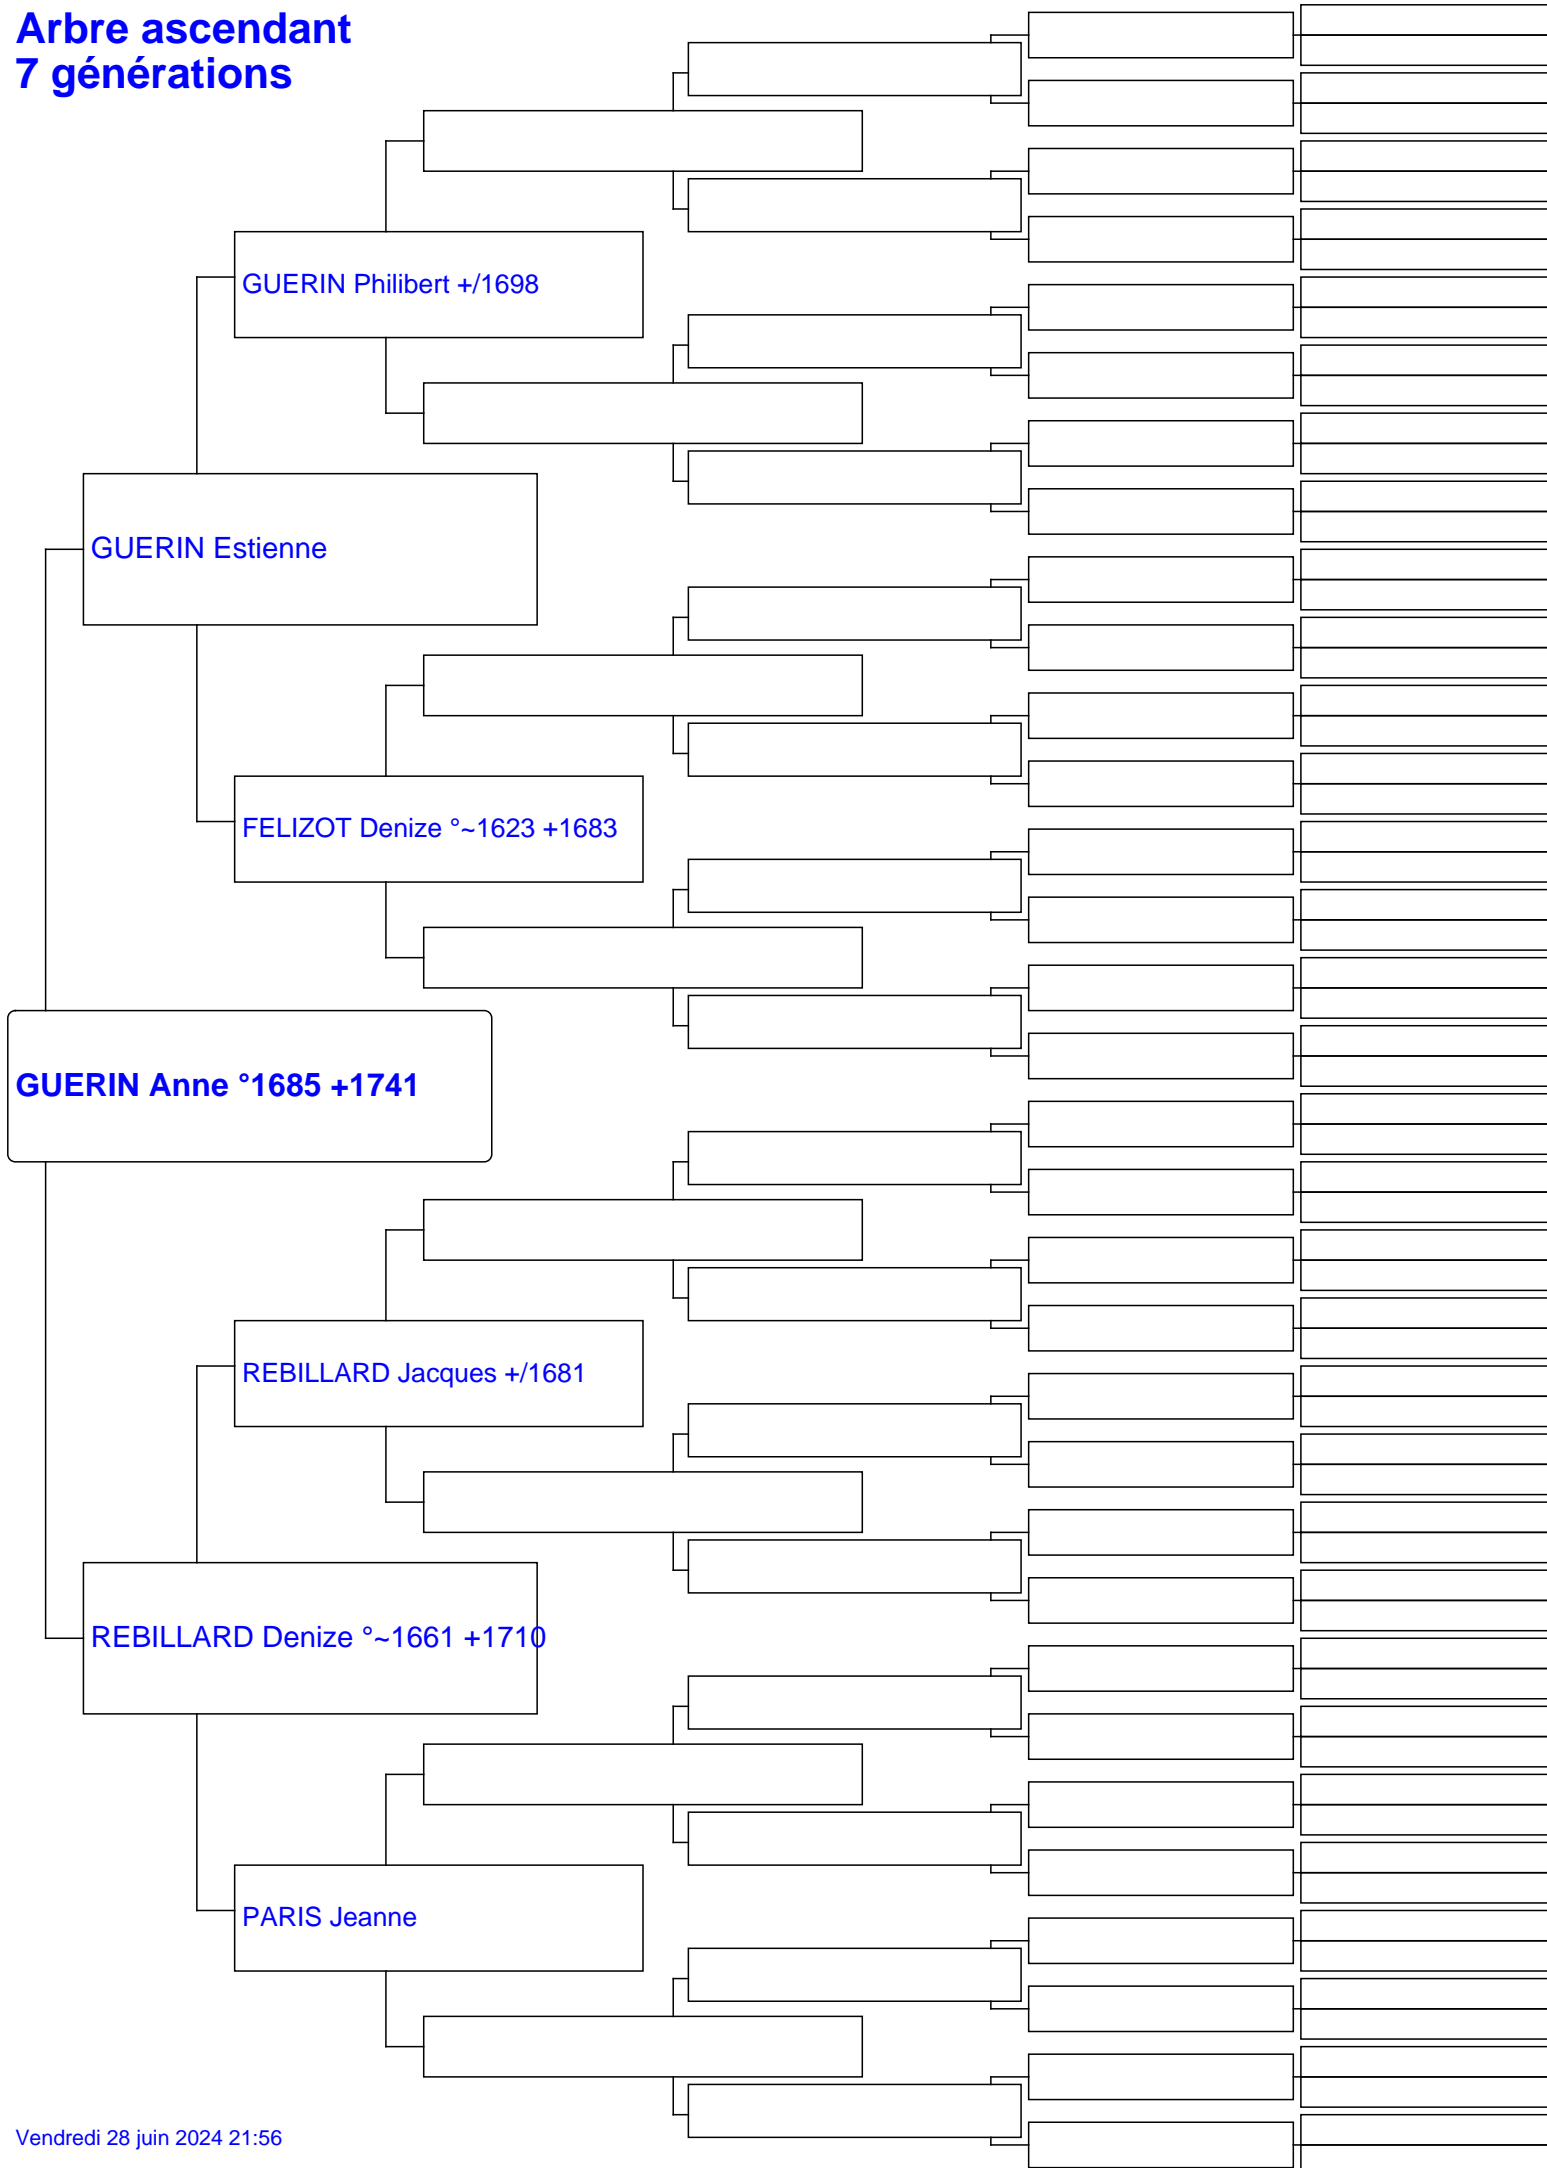 Arbre ascendant
7 générations
GUERIN Philibert +/1698
GUERIN Estienne
FELIZOT Denize °~1623 +1683
GUERIN Anne °1685 +1741
REBILLARD Jacques +/1681
REBILLARD Denize °~1661 +1710
PARIS Jeanne
Vendredi 28 juin 2024 21:56